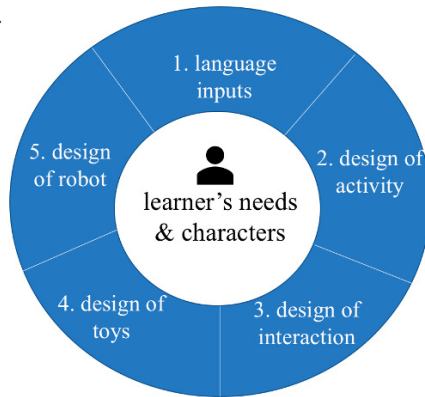 1. language
inputs
2. design of
activity
3. design of
interaction
4. design of
toys
5. design
of robot
learner's needs
& characters